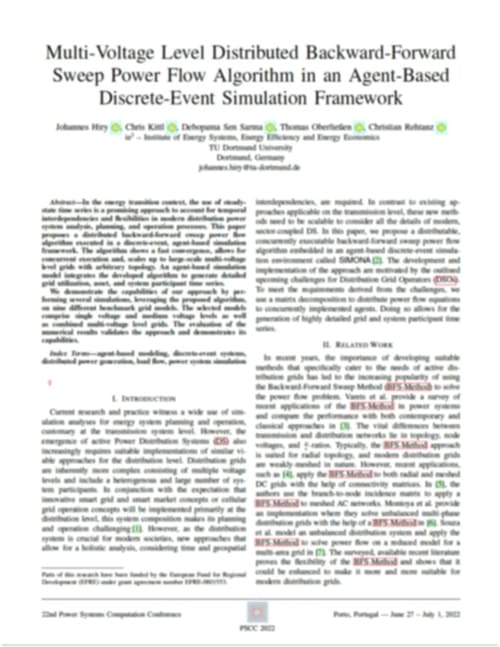 Multi-Voltage Level Distributed Backward-Forward
Sweep Power Flow Algorithm in an Agent-Based
Discrete-Event Simulation Framework
Johannes Hiry, Chris Kittl, Debopama Sen Sarma, Thomas Oberließen, Christian Rehtanz
ie³ – Institute of Energy Systems, Energy Efficiency and Energy Economics
TU Dortmund University
Dortmund, Germany
johannes.hiry@tu-dortmund.de
Abstract—In the energy transition context, the use of steady-
state time series is a promising approach to account for temporal
interdependencies and flexibilities in modern distribution power
system analysis, planning, and operation processes. This paper
proposes a distributed backward-forward sweep power flow
algorithm executed in a discrete-event, agent-based simulation
framework. The algorithm shows a fast convergence, allows for
concurrent execution and, scales up to large-scale multi-voltage
level grids with arbitrary topology. An agent-based simulation
model integrates the developed algorithm to generate detailed
grid utilization, asset, and system participant time series.
We demonstrate the capabilities of our approach by per-
forming several simulations, leveraging the proposed algorithm,
on nine different benchmark grid models. The selected models
comprise single voltage and medium voltage levels as well
as combined multi-voltage level grids. The evaluation of the
numerical results validates the approach and demonstrates its
capabilities.
Index Terms—agent-based modeling, discrete-event systems,
distributed power generation, load flow, power system simulation
I. INTRODUCTION
Current research and practice witness a wide use of sim-
ulation analyses for energy system planning and operation,
customary at the transmission system level. However, the
emergence of active Power Distribution Systems (DS) also
increasingly requires suitable implementations of similar vi-
able approaches for the distribution level. Distribution grids
are inherently more complex consisting of multiple voltage
levels and include a heterogenous and large number of sys-
tem participants. In conjunction with the expectation that
innovative smart grid and smart market concepts or cellular
grid operation concepts will be implemented primarily at the
distribution level, this system composition makes its planning
and operation challenging [1]. However, as the distribution
system is crucial for modern societies, new approaches that
allow for a holistic analysis, considering time and geospatial
Parts of this research have been funded by the European Fund for Regional
Development (EFRE) under grant agreement number
interdependencies, are required. In contrast to existing ap-
proaches applicable on the transmission level, these new meth-
ods need to be scalable to consider all the details of modern,
sector-coupled DS. In this paper, we propose a distributable,
concurrently executable backward-forward sweep power flow
algorithm embedded in an agent-based discrete-event simula-
tion environment called SIMONA [2]. The development and
implementation of the approach are motivated by the outlined
upcoming challenges for Distribution Grid Operators (DSOs).
To meet the requirements derived from the challenges, we
use a matrix decomposition to distribute power flow equations
to concurrently implemented agents. Doing so allows for the
generation of highly detailed grid and system participant time
series.
II. RELATED WORK
In recent years, the importance of developing suitable
methods that specifically cater to the needs of active dis-
tribution grids has led to the increasing popularity of using
the Backward-Forward Sweep Method (BFS-Method) to solve
the power flow problem. et al. provide a survey of
recent applications of the BFS-Method in power systems
and compare the performance with both contemporary and
classical approaches in [3]. The vital differences between
transmission and distribution networks lie in topology, node
voltages, and ratios. Typically, the BFS-Method approach
is suited for radial topology, and modern distribution grids
are weakly-meshed in nature. However, recent applications,
such as [4], apply the BFS-Method to both radial and meshed
DC grids with the help of connectivity matrices. In [5], the
authors use the branch-to-node incidence matrix to apply a
BFS-Method to meshed AC networks. Montoya et al. provide
an implementation where they solve unbalanced multi-phase
distribution grids with the help of a BFS-Method in [6]. Souza
et al. model an unbalanced distribution system and apply the
BFS-Method to solve power flow on a reduced model for a
multi-area grid in [7]. The surveyed, available recent literature
proves the flexibility of the BFS-Method and shows that it
could be enhanced to make it more and more suitable for
modern distribution grids.
22nd Power Systems Computation Conference
PSCC 2022
Porto, Portugal — June 27 – July 1, 2022